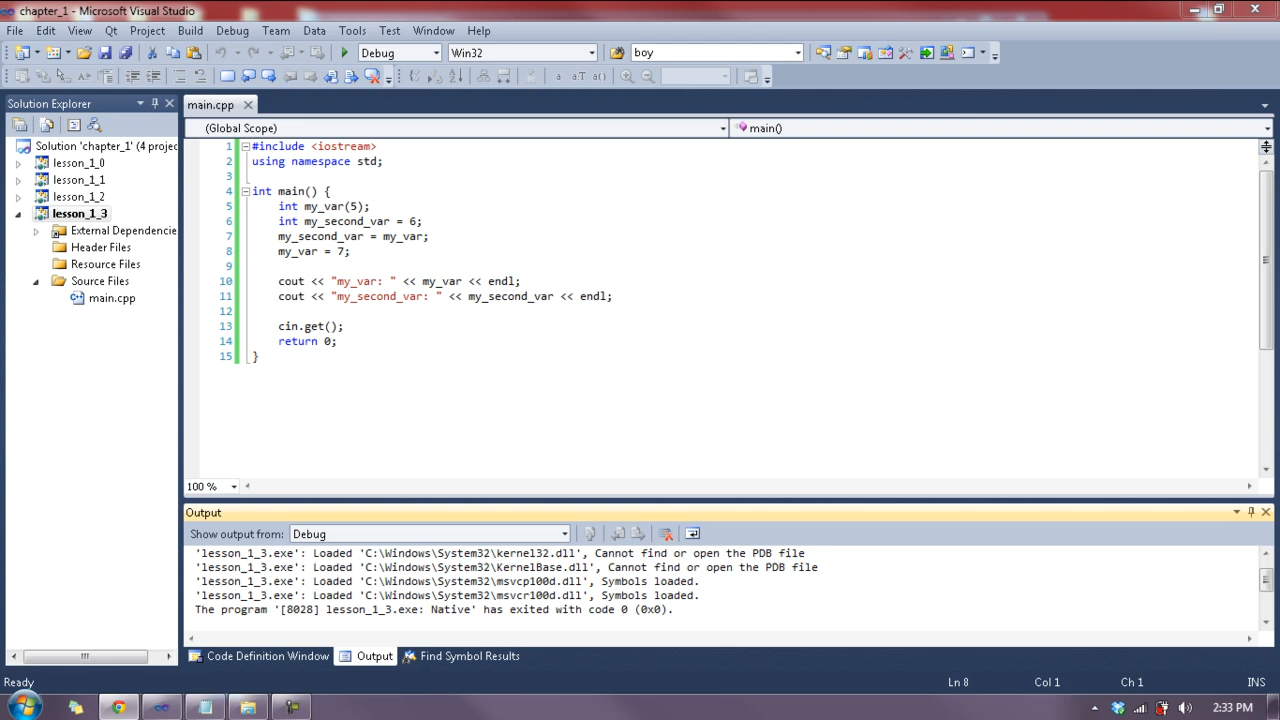 chapter_1 - Microsoft Visual Studio
File Edit View Qt Project Build Debug Team Data Tools Test Window Help
Debug Win32 boy
Solution Explorer
Solution 'chapter_1' (4 projec
lesson_1_0
lesson_1_1
lesson_1_2
lesson_1_3
External Dependencie
Header Files
Resource Files
Source Files
main.cpp
main.cpp
(Global Scope) main()
1 #include <iostream>
2 using namespace std;
3
4 int main() {
5 int my_var(5);
6 int my_second_var = 6;
7 my_second_var = my_var;
8 my_var = 7;
9
10 cout << "my_var: " << my_var << endl;
11 cout << "my_second_var: " << my_second_var << endl;
12
13 cin.get();
14 return 0;
15 }
100 %
Output
Show output from: Debug
'lesson_1_3.exe': Loaded 'C:\Windows\System32\kernel32.dll', Cannot find or open the PDB file
'lesson_1_3.exe': Loaded 'C:\Windows\System32\KernelBase.dll', Cannot find or open the PDB file
'lesson_1_3.exe': Loaded 'C:\Windows\System32\msvcp100d.dll', Symbols loaded.
'lesson_1_3.exe': Loaded 'C:\Windows\System32\msvcr100d.dll', Symbols loaded.
The program '[8028] lesson_1_3.exe: Native' has exited with code 0 (0x0).
Code Definition Window Output Find Symbol Results
Ready Ln 8 Col 1 Ch 1 INS
2:33 PM